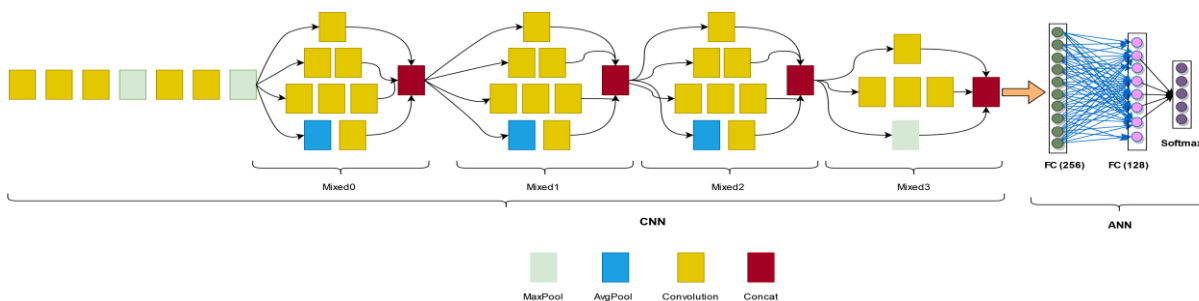 FC (256)
FC (128)
Softmax
Mixed0
Mixed1
Mixed2
Mixed3
CNN
ANN
MaxPool
AvgPool
Convolution
Concat